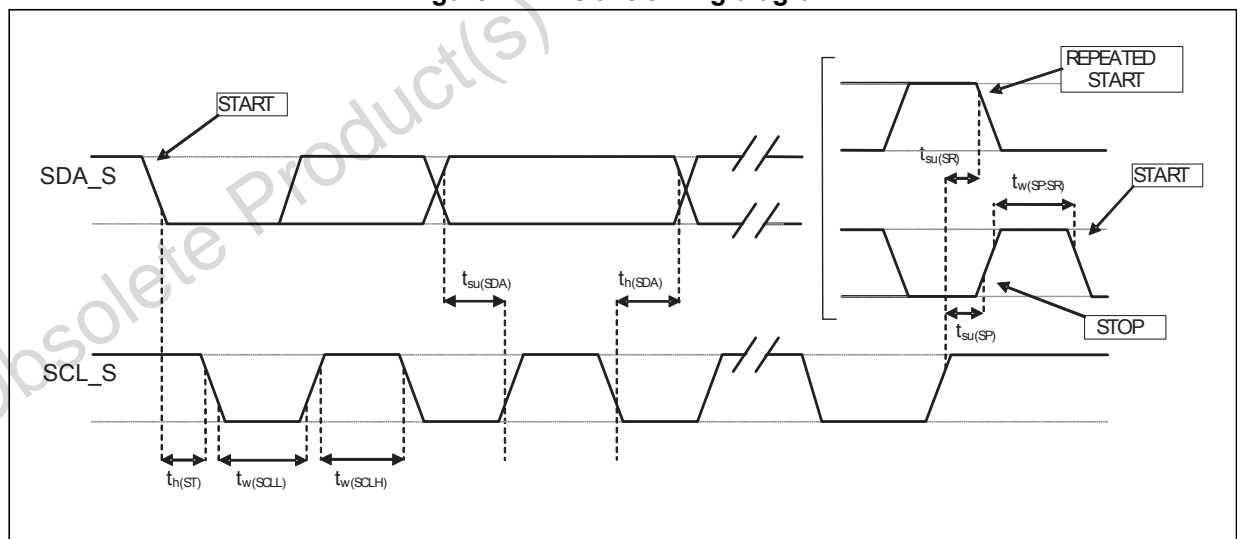 Obsolete Product(s)
REPEATED
START
START
SDA_S
tsu(SR)
tw(SP:SR)
START
tsu(SDA)
th(SDA)
tsu(SP)
STOP
SCL_S
th(ST)
tw(SCLL)
tw(SCLH)